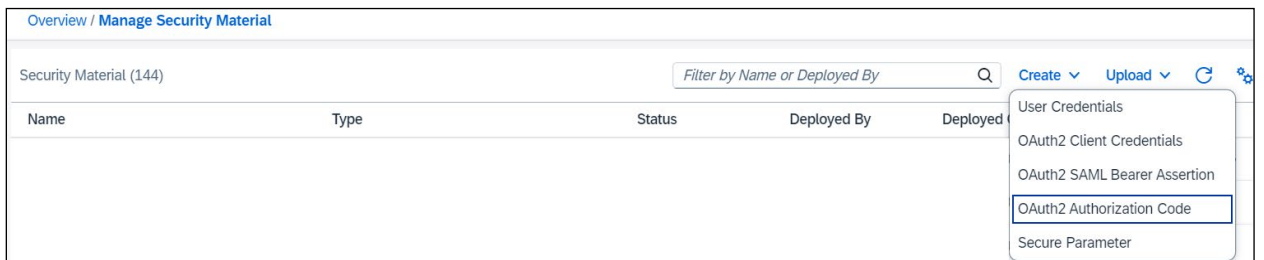 Overview / Manage Security Material
Security Material (144)
Filter by Name or Deployed By
Create
Upload
Name
Type
Status
Deployed By
Deployed
User Credentials
OAuth2 Client Credentials
OAuth2 SAML Bearer Assertion
OAuth2 Authorization Code
Secure Parameter